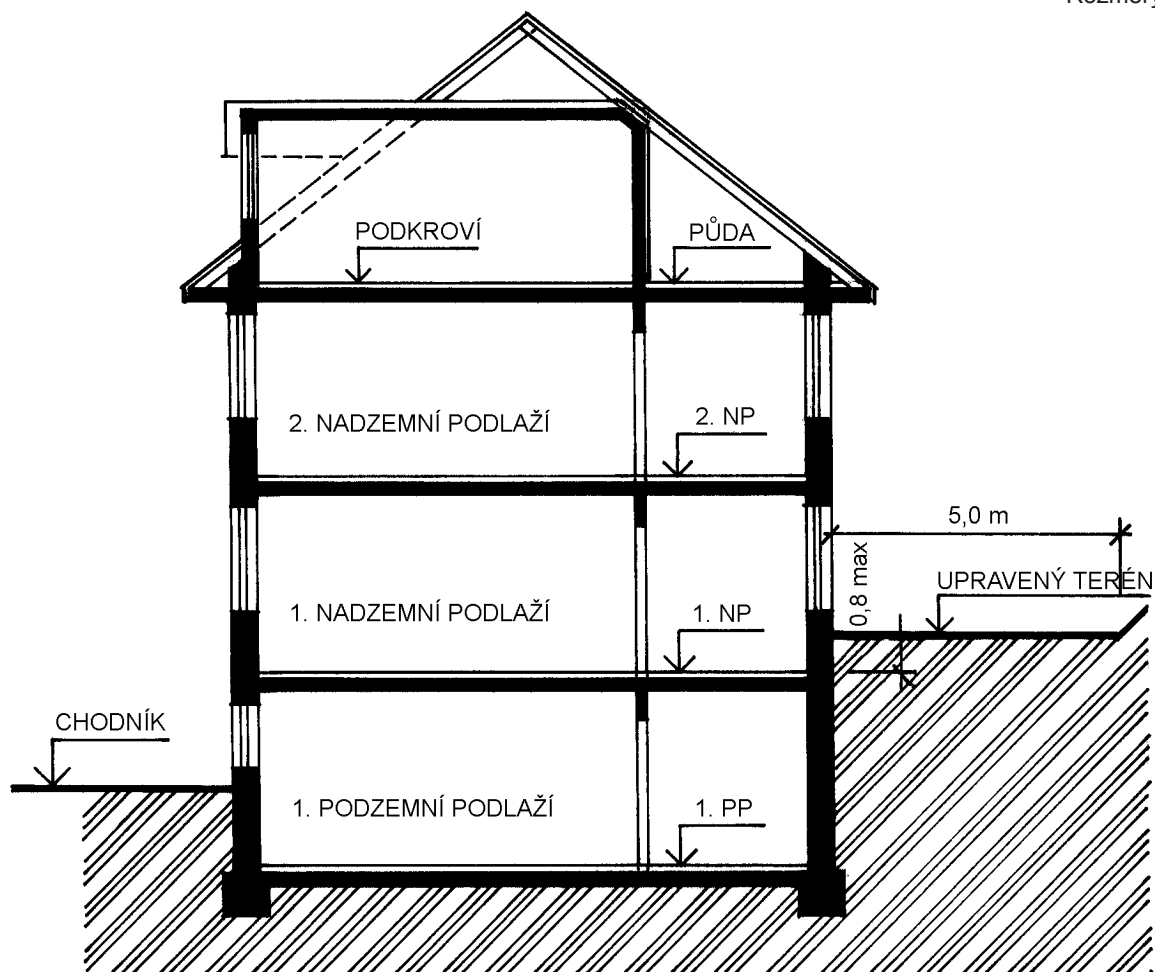 Rozměry
PODKROVÍ
PŮDA
2. NADZEMNÍ PODLAŽÍ
2. NP
5,0 m
0,8 max
UPRAVENÝ TERÉN
1. NADZEMNÍ PODLAŽÍ
1. NP
CHODNÍK
1. PODZEMNÍ PODLAŽÍ
1. PP